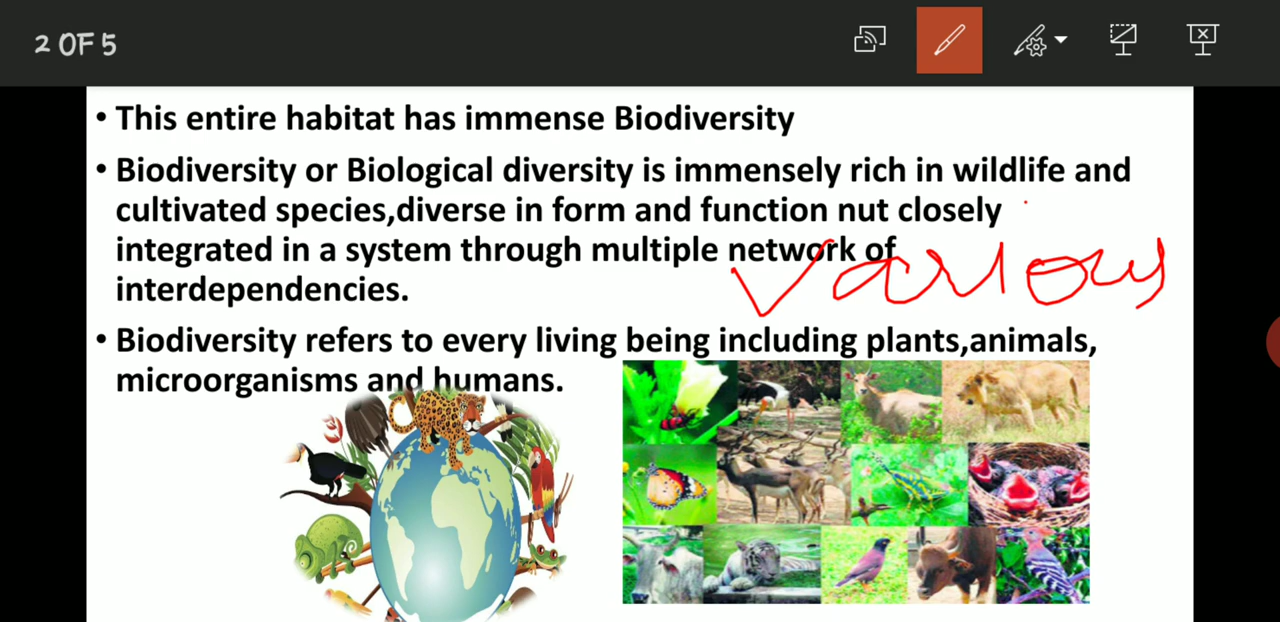 2 OF 5
• This entire habitat has immense Biodiversity
• Biodiversity or Biological diversity is immensely rich in wildlife and
cultivated species,diverse in form and function nut closely
integrated in a system through multiple network of
interdependencies.
various
• Biodiversity refers to every living being including plants,animals,
microorganisms and humans.